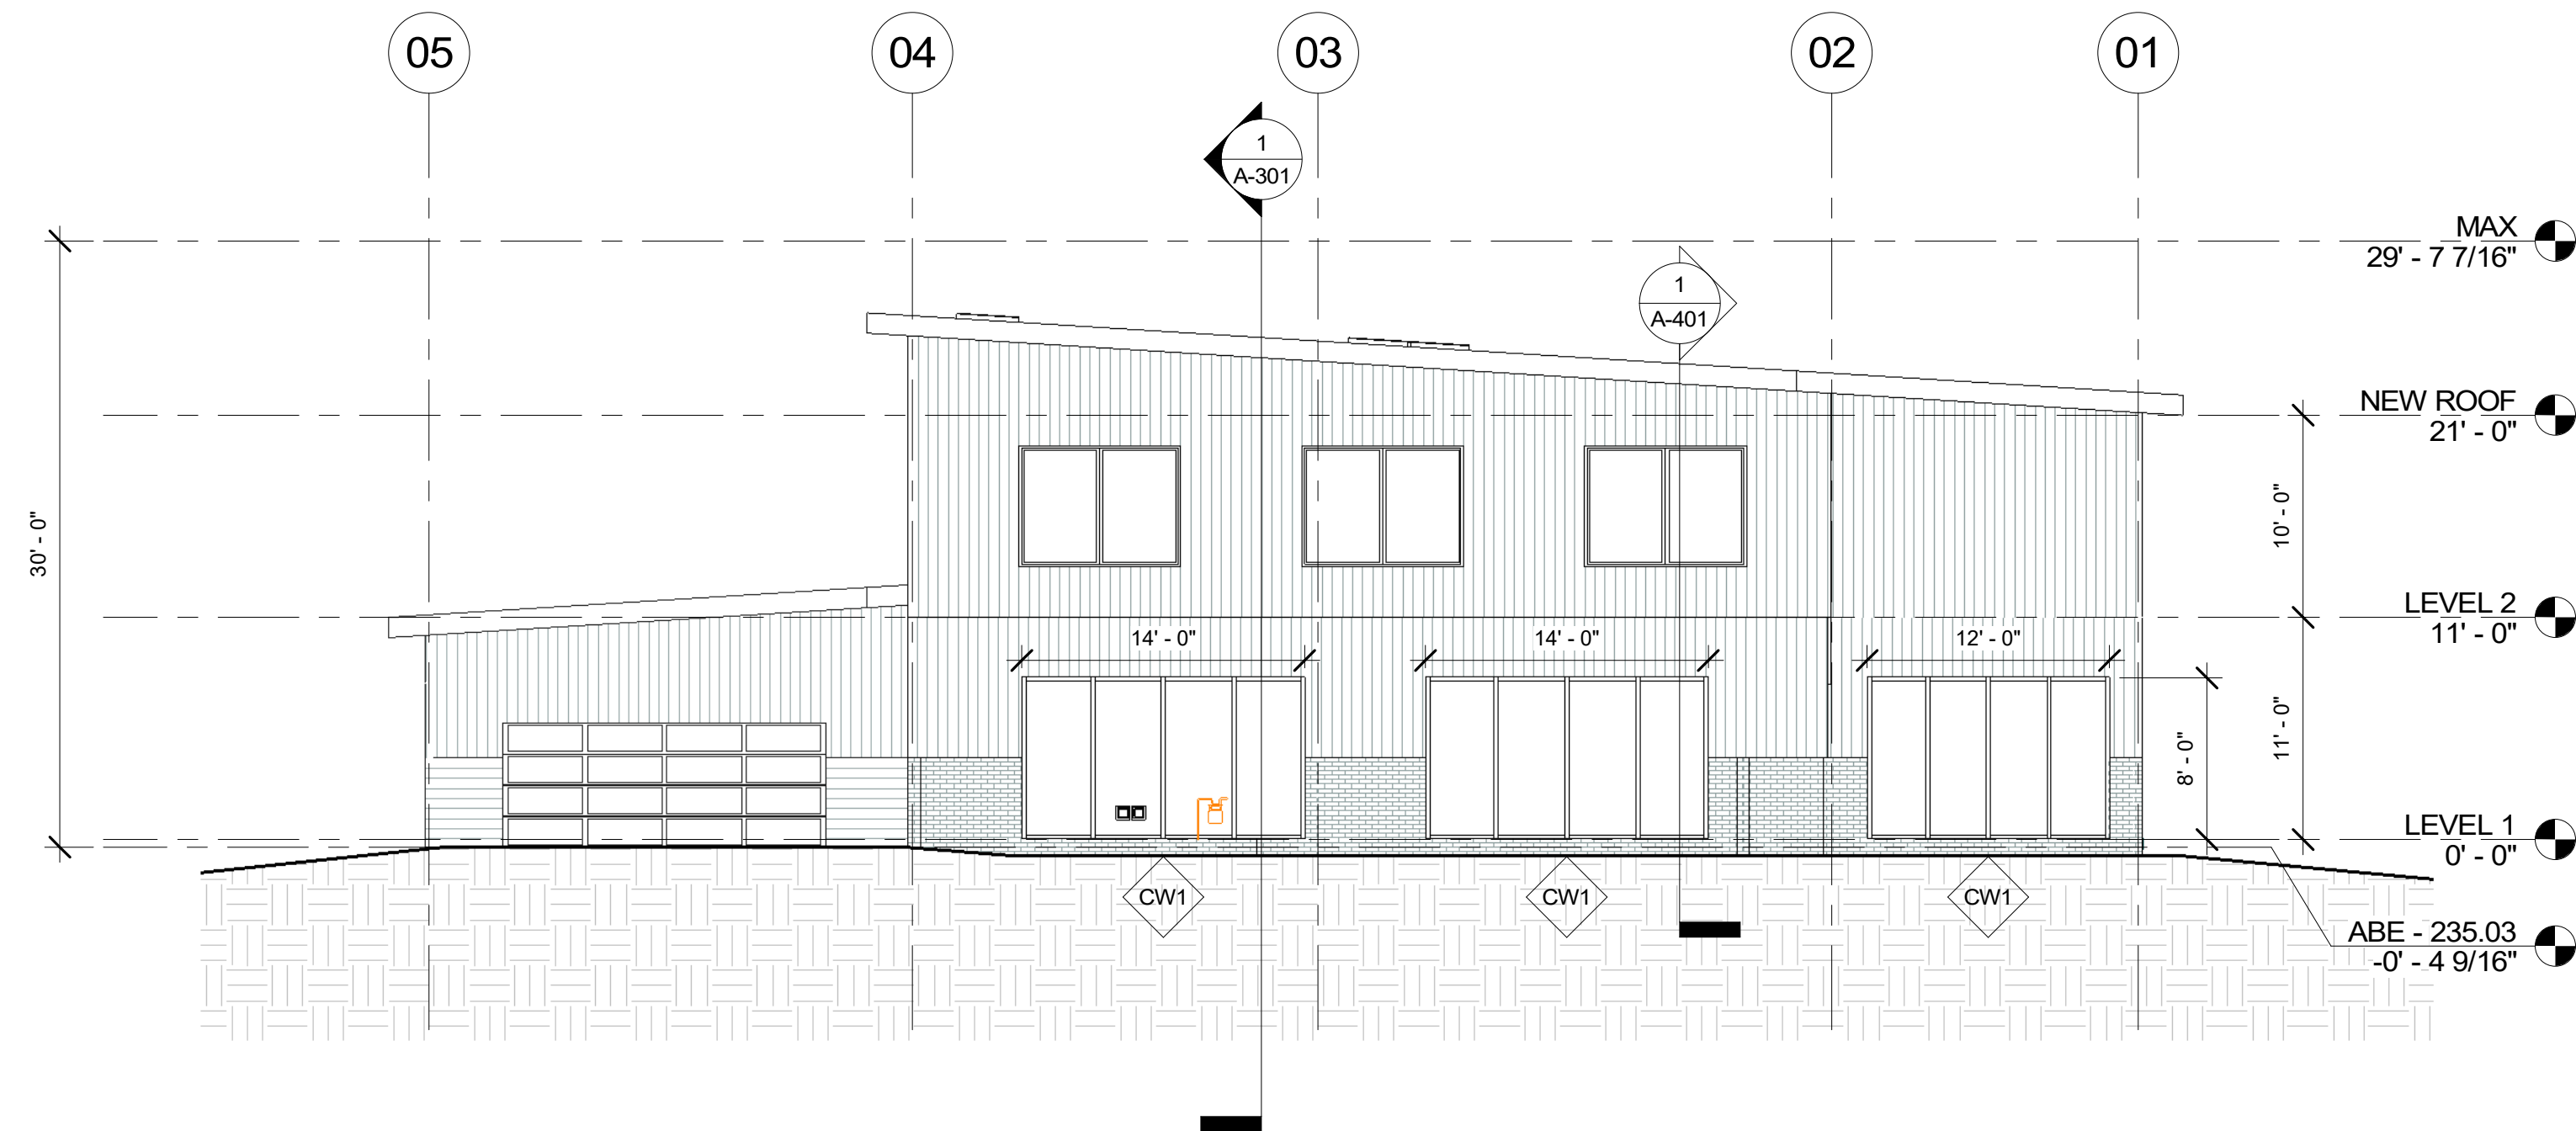 05
04
03
02
01
1
A-301
MAX
29' - 7 7/16"
1
A-401
NEW ROOF
21' - 0"
30' - 0"
10' - 0"
LEVEL 2
11' - 0"
14' - 0"
14' - 0"
12' - 0"
8' - 0"
11' - 0"
LEVEL 1
0' - 0"
CW1
CW1
CW1
ABE - 235.03
-0' - 4 9/16"